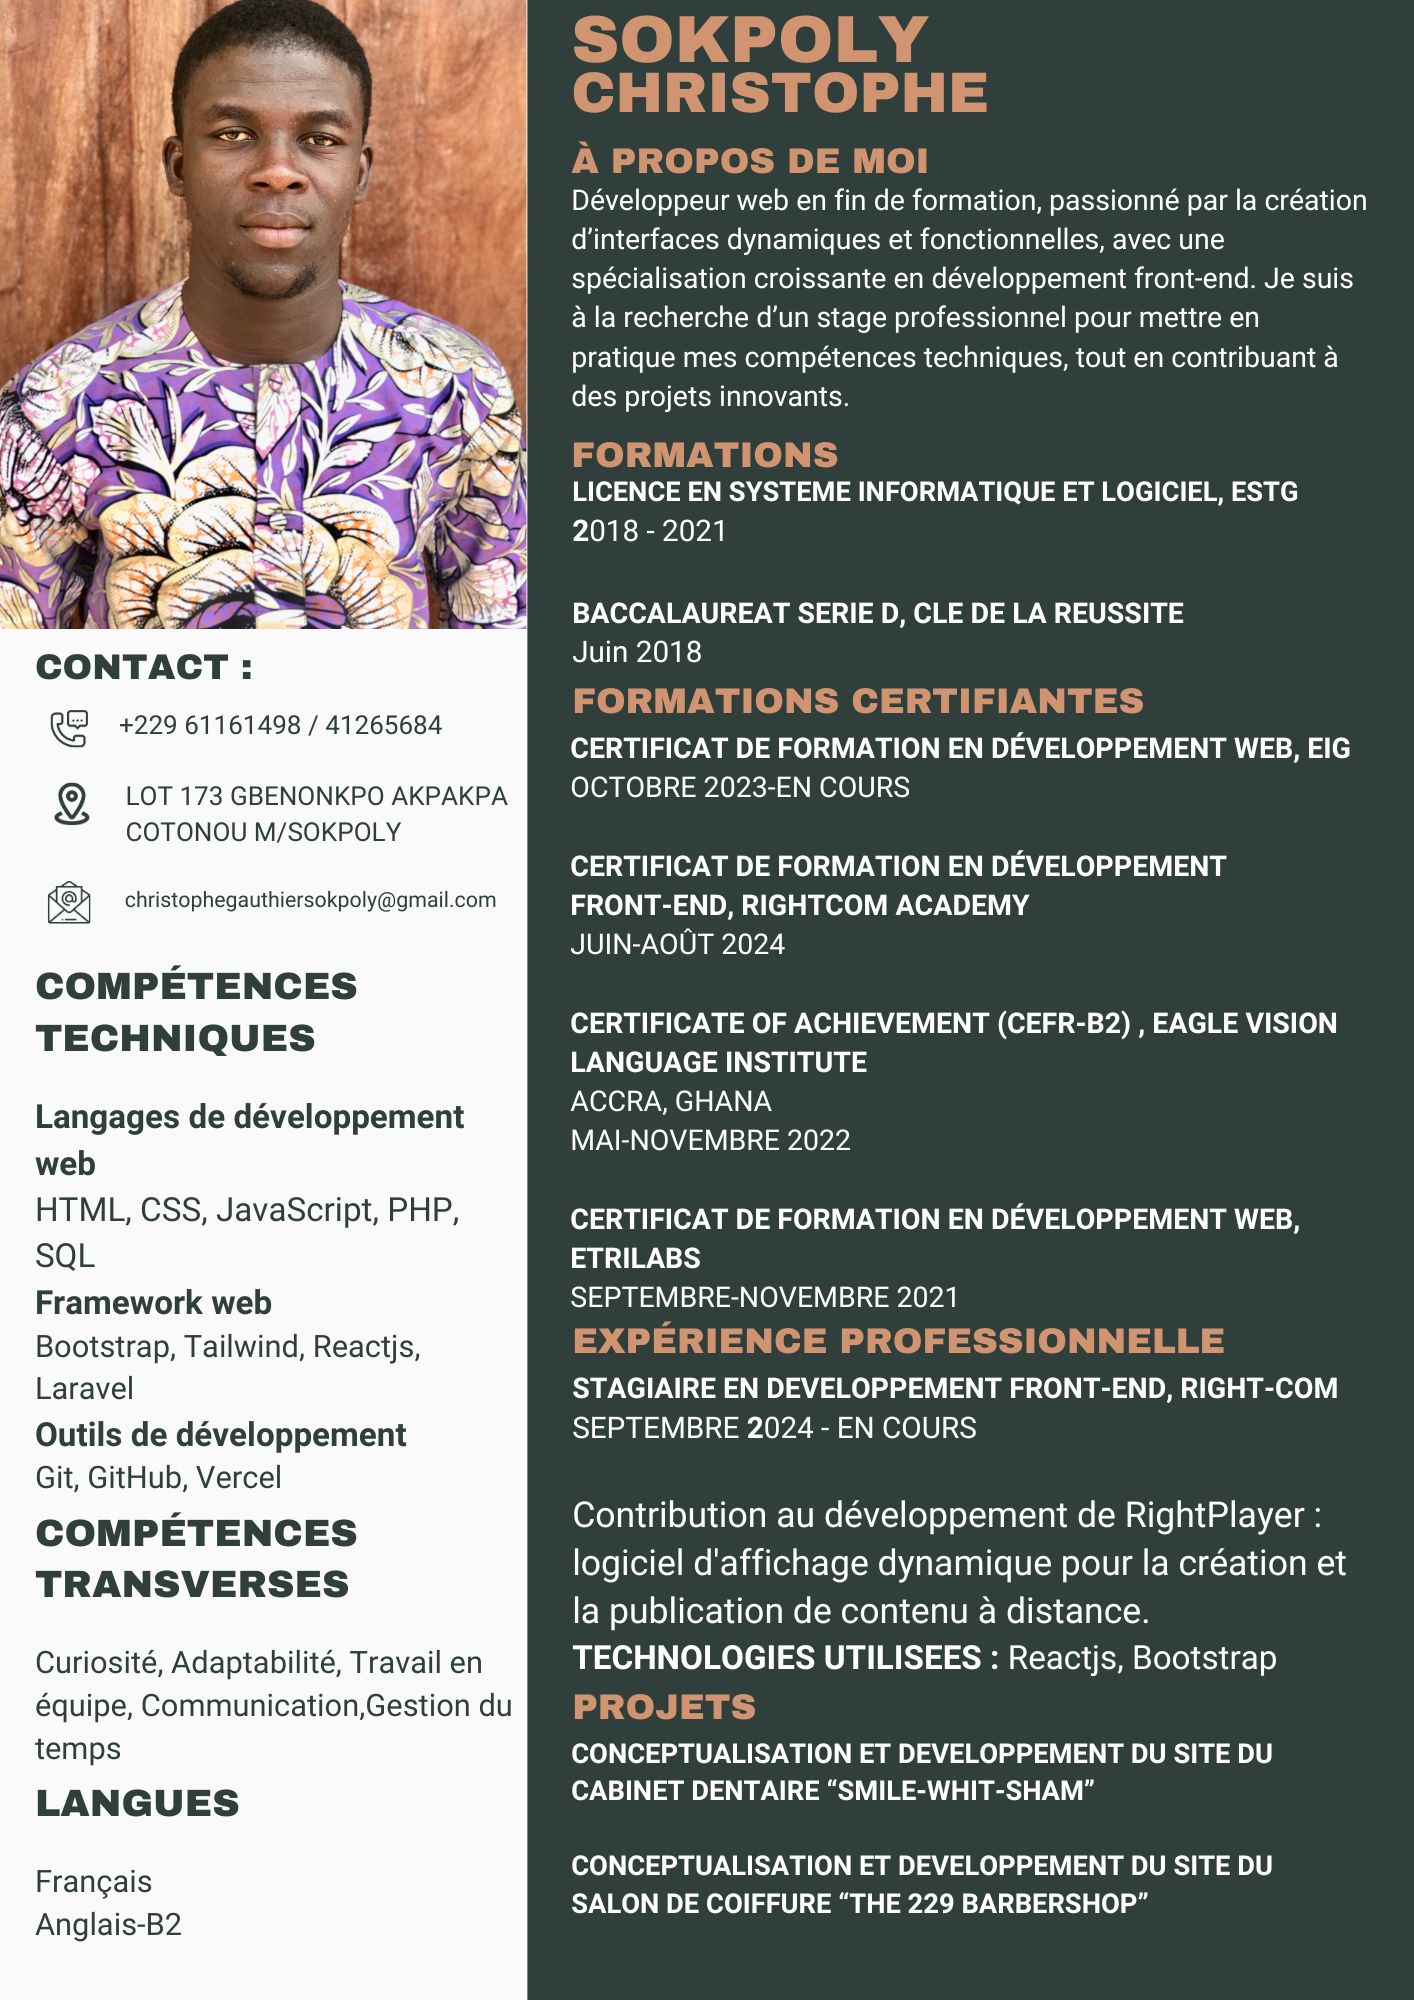 SOKPOLY
CHRISTOPHE
À PROPOS DE MOI
Développeur web en fin de formation, passionné par la création
d’interfaces dynamiques et fonctionnelles, avec une
spécialisation croissante en développement front-end. Je suis
à la recherche d’un stage professionnel pour mettre en
pratique mes compétences techniques, tout en contribuant à
des projets innovants.
FORMATIONS
LICENCE EN SYSTEME INFORMATIQUE ET LOGICIEL, ESTG
2018 - 2021
BACCALAUREAT SERIE D, CLE DE LA REUSSITE
Juin 2018
FORMATIONS CERTIFIANTES
CERTIFICAT DE FORMATION EN DÉVELOPPEMENT WEB, EIG
OCTOBRE 2023-EN COURS
CERTIFICAT DE FORMATION EN DÉVELOPPEMENT
FRONT-END, RIGHTCOM ACADEMY
JUIN-AOÛT 2024
CERTIFICATE OF ACHIEVEMENT (CEFR-B2) , EAGLE VISION
LANGUAGE INSTITUTE
ACCRA, GHANA
MAI-NOVEMBRE 2022
CERTIFICAT DE FORMATION EN DÉVELOPPEMENT WEB,
ETRILABS
SEPTEMBRE-NOVEMBRE 2021
EXPÉRIENCE PROFESSIONNELLE
STAGIAIRE EN DEVELOPPEMENT FRONT-END, RIGHT-COM
SEPTEMBRE 2024 - EN COURS
Contribution au développement de RightPlayer :
logiciel d'affichage dynamique pour la création et
la publication de contenu à distance.
TECHNOLOGIES UTILISEES : Reactjs, Bootstrap
PROJETS
CONCEPTUALISATION ET DEVELOPPEMENT DU SITE DU
CABINET DENTAIRE “SMILE-WHIT-SHAM”
CONCEPTUALISATION ET DEVELOPPEMENT DU SITE DU
SALON DE COIFFURE “THE 229 BARBERSHOP”
CONTACT :
+229 61161498 / 41265684
LOT 173 GBENONKPO AKPAKPA
COTONOU M/SOKPOLY
christophegauthiersokpoly@gmail.com
COMPÉTENCES
TECHNIQUES
Langages de développement
web
HTML, CSS, JavaScript, PHP,
SQL
Framework web
Bootstrap, Tailwind, Reactjs,
Laravel
Outils de développement
Git, GitHub, Vercel
COMPÉTENCES
TRANSVERSES
Curiosité, Adaptabilité, Travail en
équipe, Communication,Gestion du
temps
LANGUES
Français
Anglais-B2